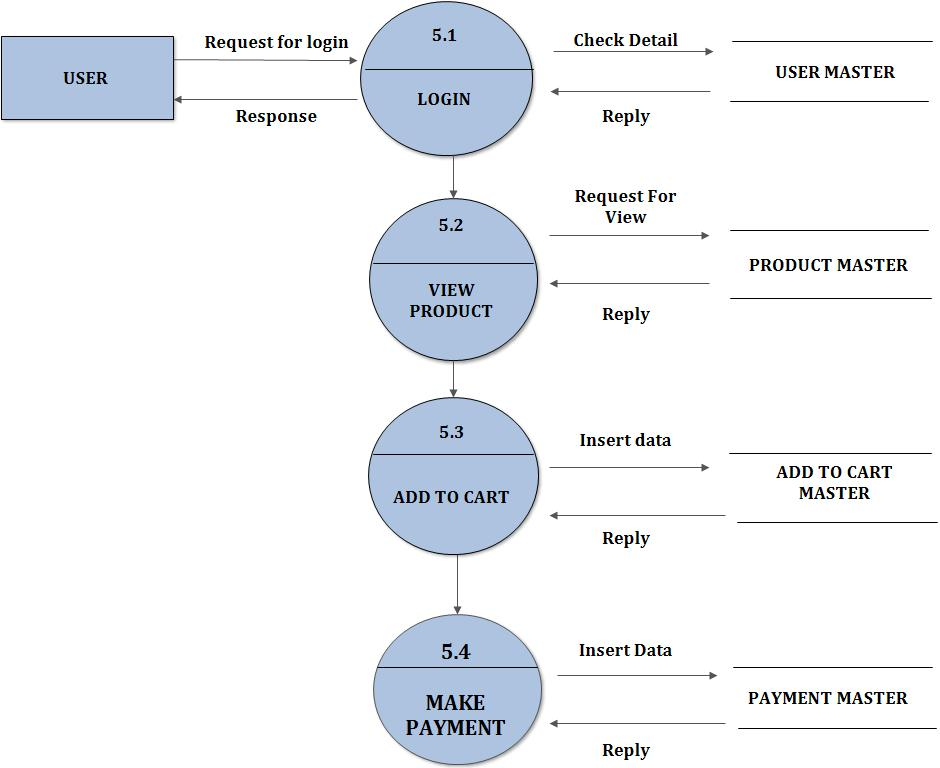 5.1
Request for login
Check Detail
USER
USER MASTER
LOGIN
Response
Reply
Request For
View
5.2
PRODUCT MASTER
VIEW
PRODUCT
Reply
5.3
Insert data
ADD TO CART
MASTER
ADD TO CART
Reply
5.4
Insert Data
MAKE
PAYMENT
PAYMENT MASTER
Reply